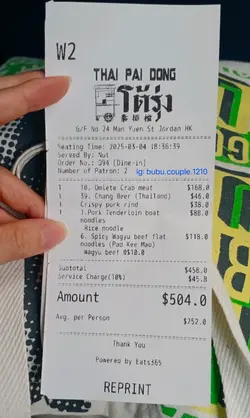 W2
THAI PAI DONG
โต้รุ่ง
泰排檔
G/F No 24 Man Yuen St Jordan HK
Seating Time: 2025-03-04 18:36:39
Served By: Nut
Order No.: 594 (Dine-in)
Number of Patron: 2
ig: bubu.couple.1210
1 10. Omlete Crab meat $168.0
1 39. Chang Beer (Thailand) $46.0
1 Crispy pork rind $38.0
1 1.Pork Tenderloin boat $88.0
noodles
Rice noodle
6. Spicy Wagyu beef flat $118.0
noodles (Pad Kee Mao)
Wagyu beef @$10.0
Subtotal $458.0
Service Charge(10%) $45.8
Amount $504.0
Avg. per Person $252.0
Thank You
Powered by Eats365
REPRINT